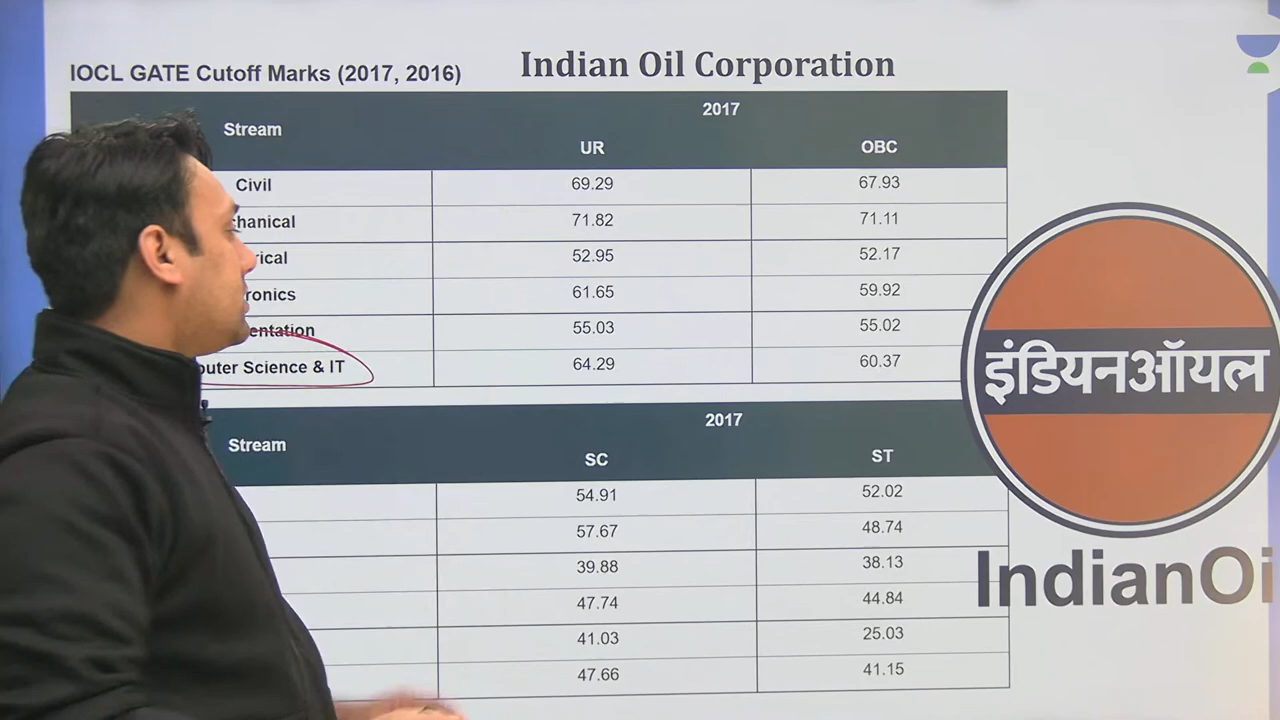 IOCL GATE Cutoff Marks (2017, 2016)
Indian Oil Corporation
Stream 2017
UR OBC
Civil 69.29 67.93
chanical 71.82 71.11
rical 52.95 52.17
ronics 61.65 59.92
entation 55.03 55.02
puter Science & IT 64.29 60.37
इंडियनऑयल
IndianOi
Stream 2017
SC ST
54.91 52.02
57.67 48.74
39.88 38.13
47.74 44.84
41.03 25.03
47.66 41.15